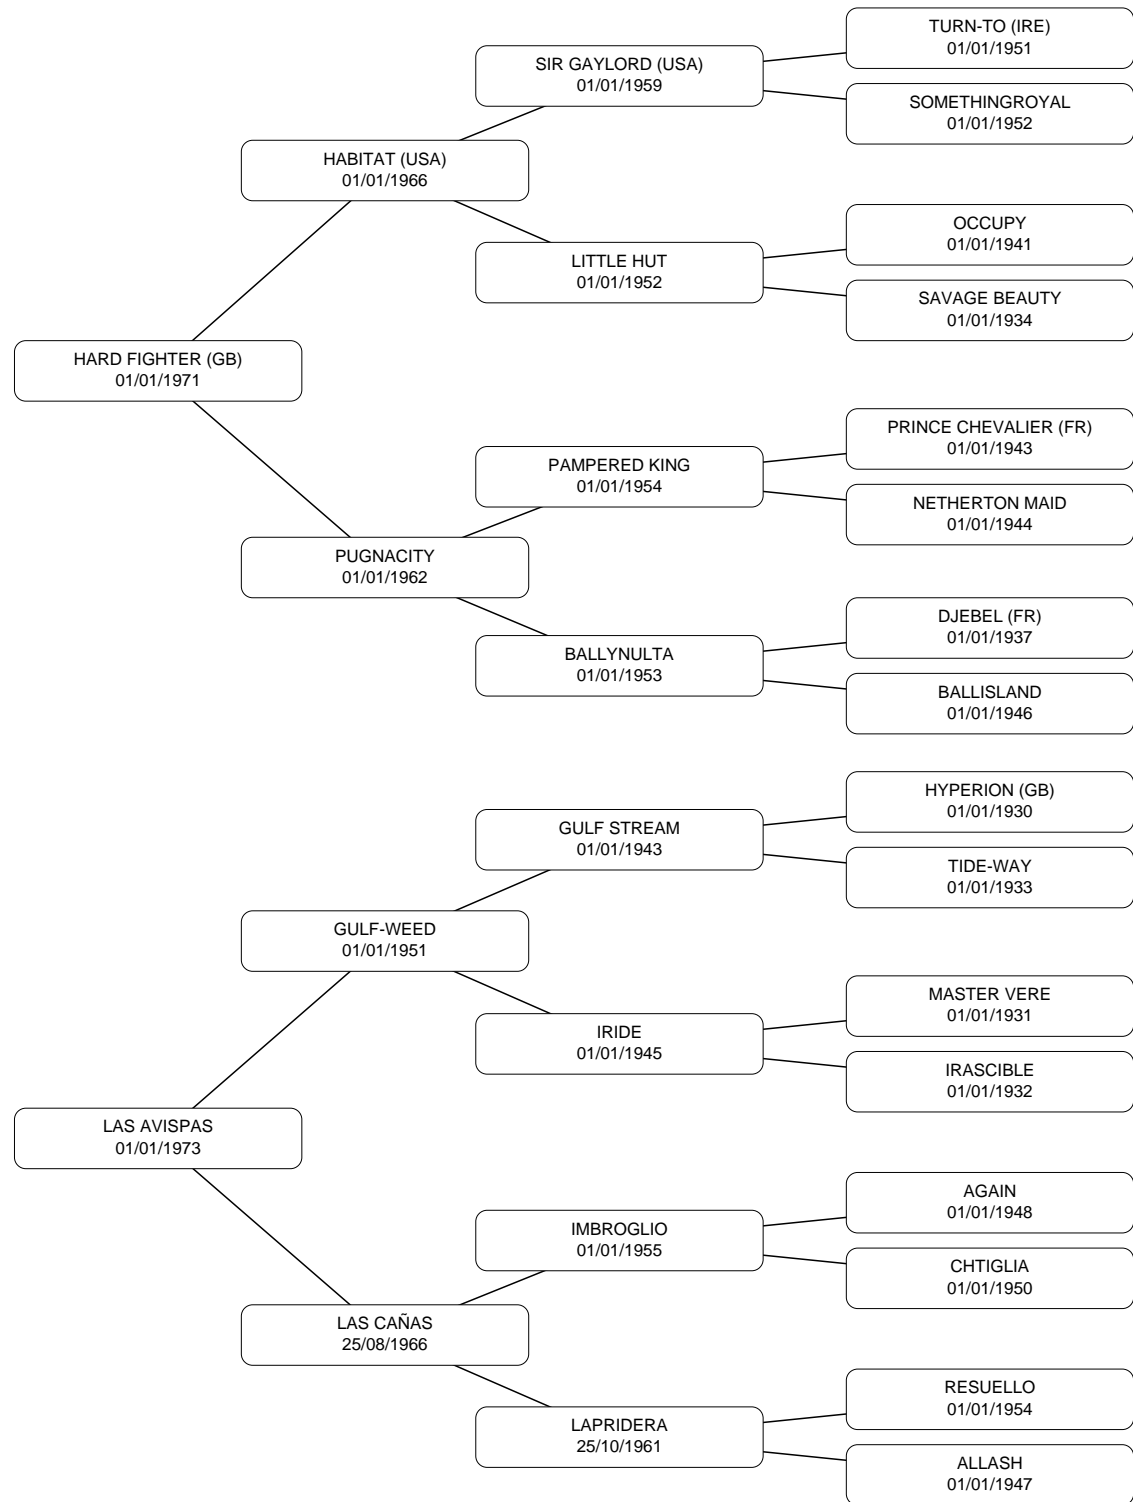 TURN-TO (IRE)
01/01/1951
SIR GAYLORD (USA)
01/01/1959
SOMETHINGROYAL
01/01/1952
HABITAT (USA)
01/01/1966
OCCUPY
01/01/1941
LITTLE HUT
01/01/1952
SAVAGE BEAUTY
01/01/1934
HARD FIGHTER (GB)
01/01/1971
PRINCE CHEVALIER (FR)
01/01/1943
PAMPERED KING
01/01/1954
NETHERTON MAID
01/01/1944
PUGNACITY
01/01/1962
DJEBEL (FR)
01/01/1937
BALLYNULTA
01/01/1953
BALLISLAND
01/01/1946
HYPERION (GB)
01/01/1930
GULF STREAM
01/01/1943
TIDE-WAY
01/01/1933
GULF-WEED
01/01/1951
MASTER VERE
01/01/1931
IRIDE
01/01/1945
IRASCIBLE
01/01/1932
LAS AVISPAS
01/01/1973
AGAIN
01/01/1948
IMBROGLIO
01/01/1955
CHTIGLIA
01/01/1950
LAS CAÑAS
25/08/1966
RESUELLO
01/01/1954
LAPRIDERA
25/10/1961
ALLASH
01/01/1947